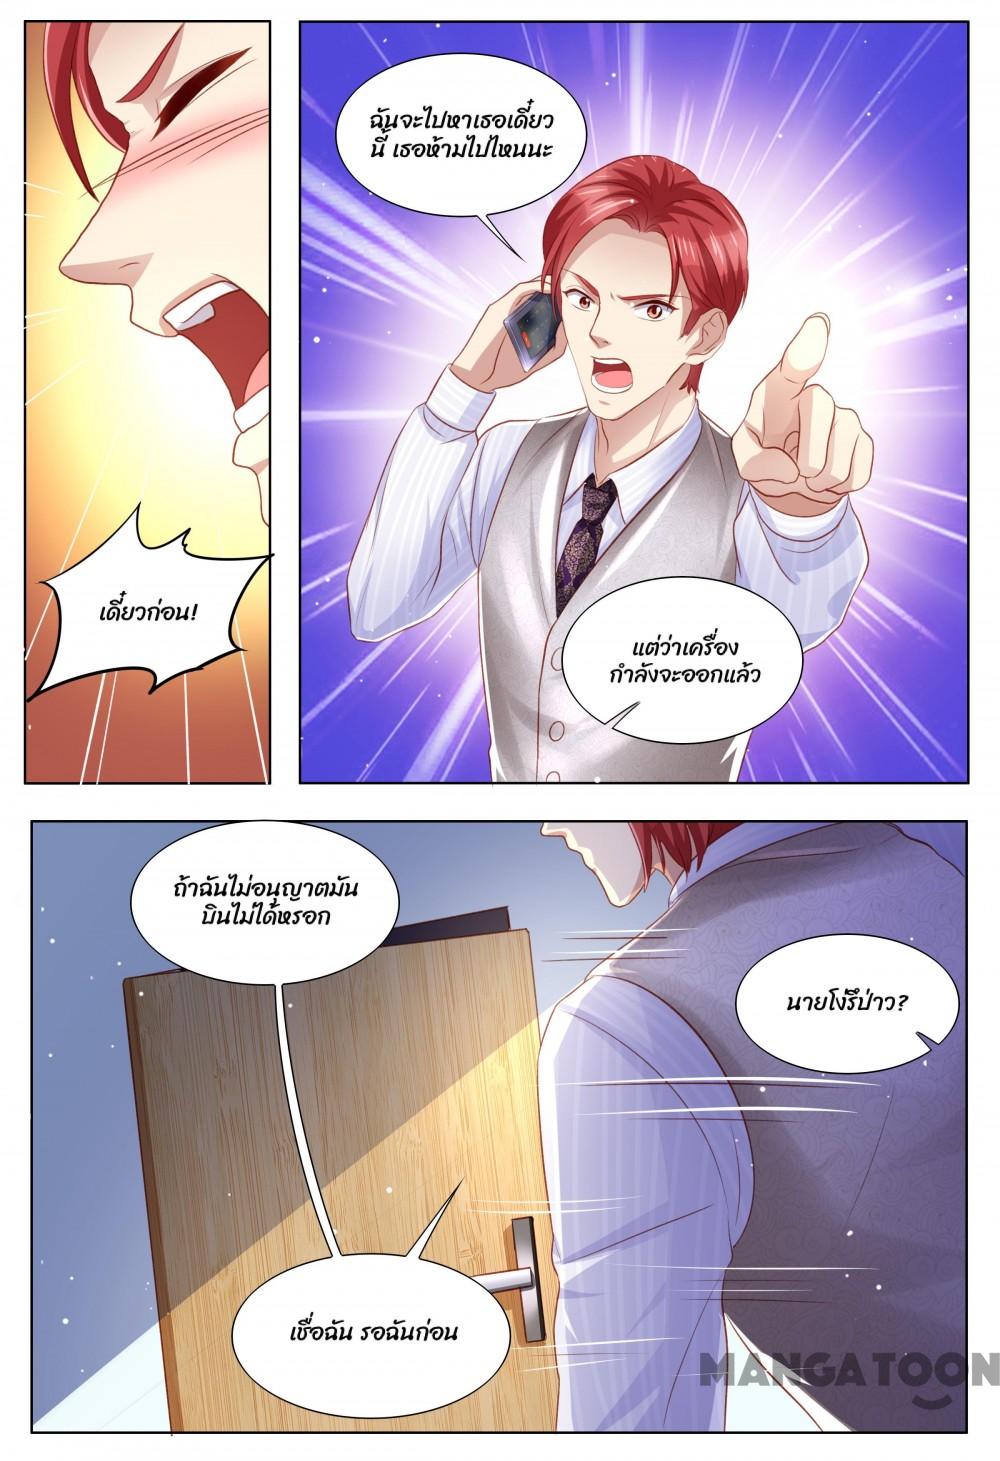 ฉันจะไปหาเธอเดี๋ยว
นี้ เธอห้ามไปไหนนะ
เดี๋ยวก่อน!
แต่ว่าเครื่อง
กำลังจะออกแล้ว
ถ้าฉันไม่อนุญาตมัน
บินไม่ได้หรอก
นายโง่รึป่าว?
เชื่อฉัน รอฉันก่อน
MANGATOON